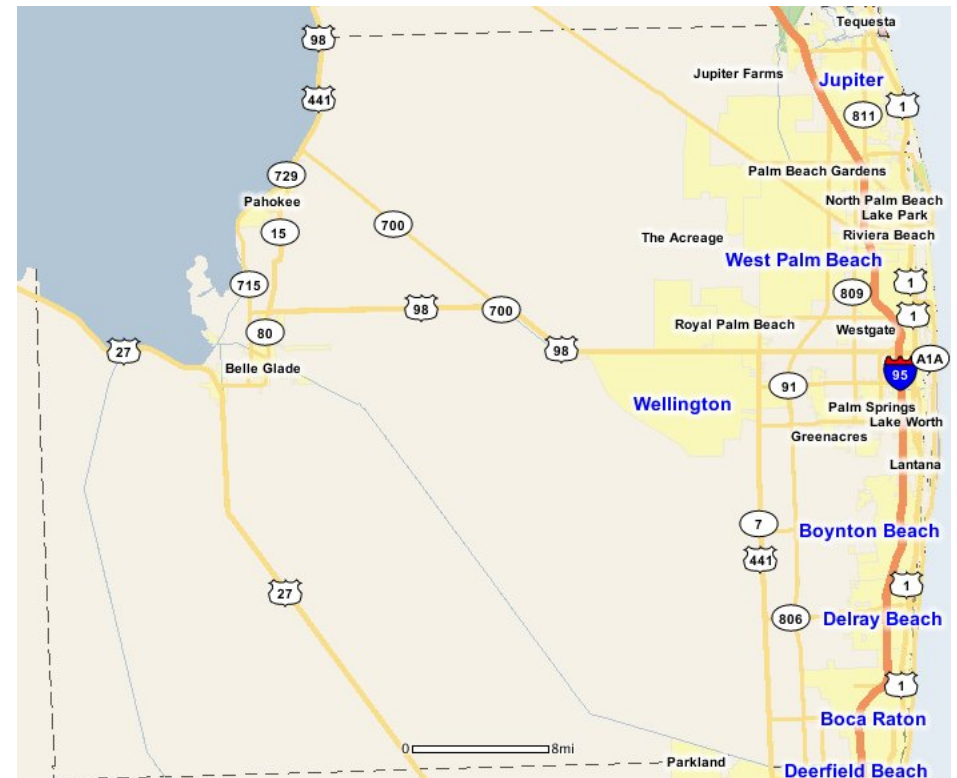 Tequesta
98
Jupiter Farms
Jupiter
441
1
811
Palm Beach Gardens
729
Pahokee
North Palm Beach
Lake Park
700
15
The Acreage
Riviera Beach
West Palm Beach
715
1
809
98
700
1
80
Royal Palm Beach
Westgate
27
98
A1A
Belle Glade
95
91
Wellington
Palm Springs
Lake Worth
Greenacres
Lantana
7
Boynton Beach
441
1
27
806
Delray Beach
1
Boca Raton
0 8mi
Parkland
Deerfield Beach